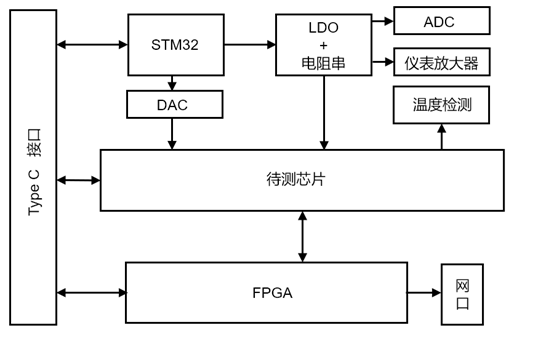 Type C 接口
STM32
LDO
+
电阻串
ADC
仪表放大器
DAC
温度检测
待测芯片
FPGA
网
口